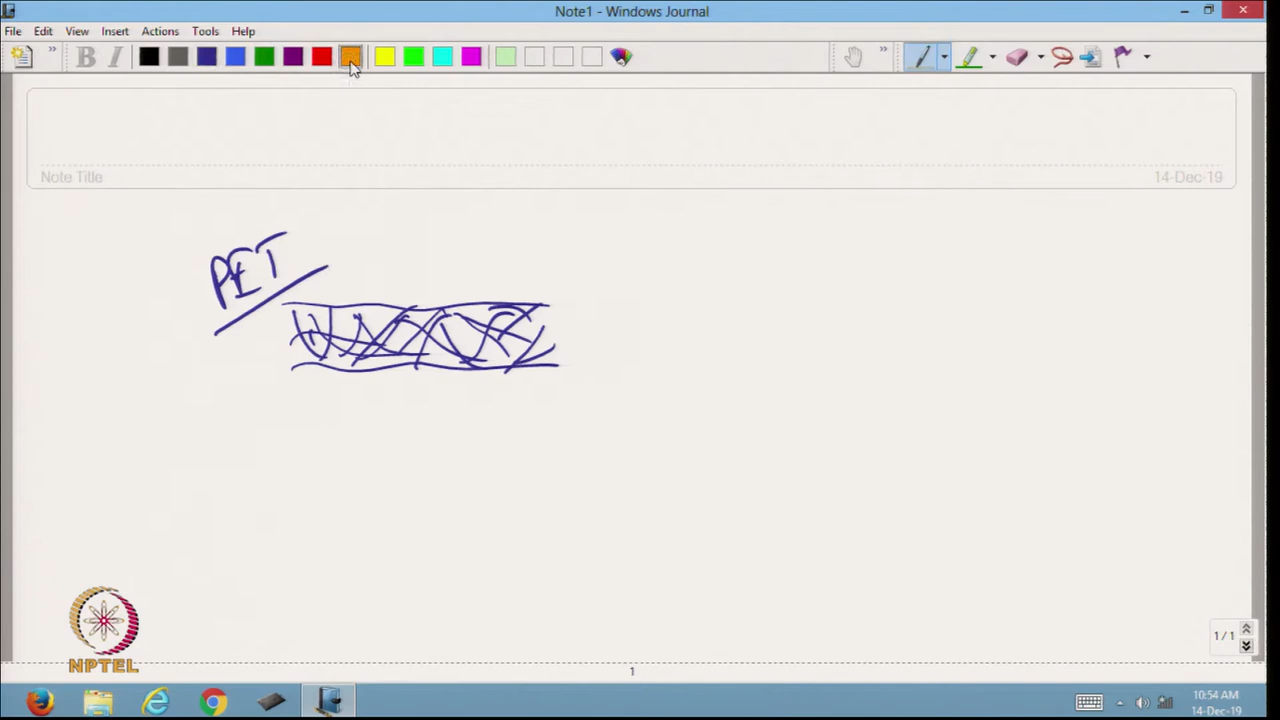 Note1 - Windows Journal
File Edit View Insert Actions Tools Help
B I
Note Title
14-Dec-19
PET
NPTEL
1 / 1
1
10:54 AM
14-Dec-19